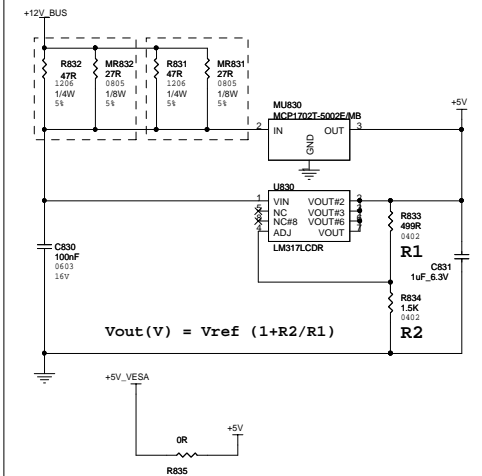 +12V_BUS
R832
47R
1206
1/4W
5%
MR832
27R
0805
1/8W
5%
R831
47R
1206
1/4W
5%
MR831
27R
0805
1/8W
5%
MU830
MCP1702T-5002E/MB
2 IN OUT 3
GND
+5V
U830
1 VIN VOUT#2 2
NC VOUT#3
NC#8 VOUT#6
4 ADJ VOUT
LM317LCDR
R833
499R
0402
R1
C830
100nF
0603
16V
C831
1uF_6.3V
R834
1.5K
0402
R2
Vout(V) = Vref (1+R2/R1)
+5V_VESA
+5V
0R
R835